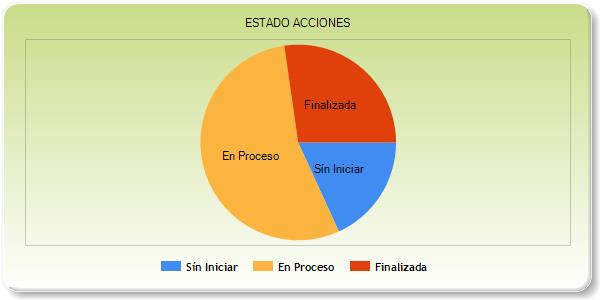 ESTADO ACCIONES
Finalizada
En Proceso
Sín Iniciar
Sín Iniciar En Proceso Finalizada